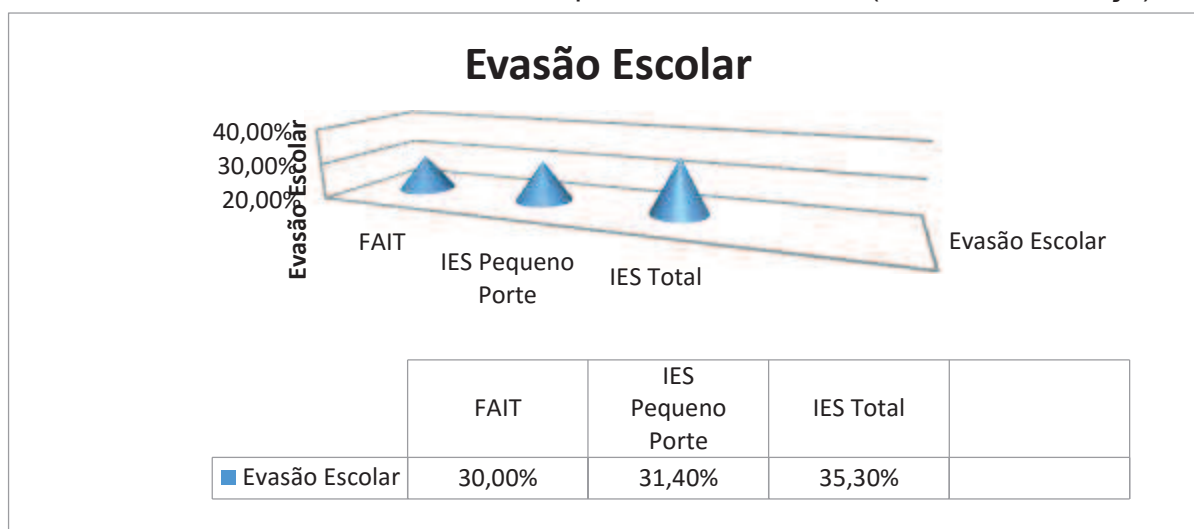 Evasão Escolar
40,00%
30,00%
20,00%
Evasão Escolar
FAIT
IES Pequeno
Porte
IES Total
Evasão Escolar
FAIT
IES
Pequeno
Porte
IES Total
Evasão Escolar
30,00%
31,40%
35,30%